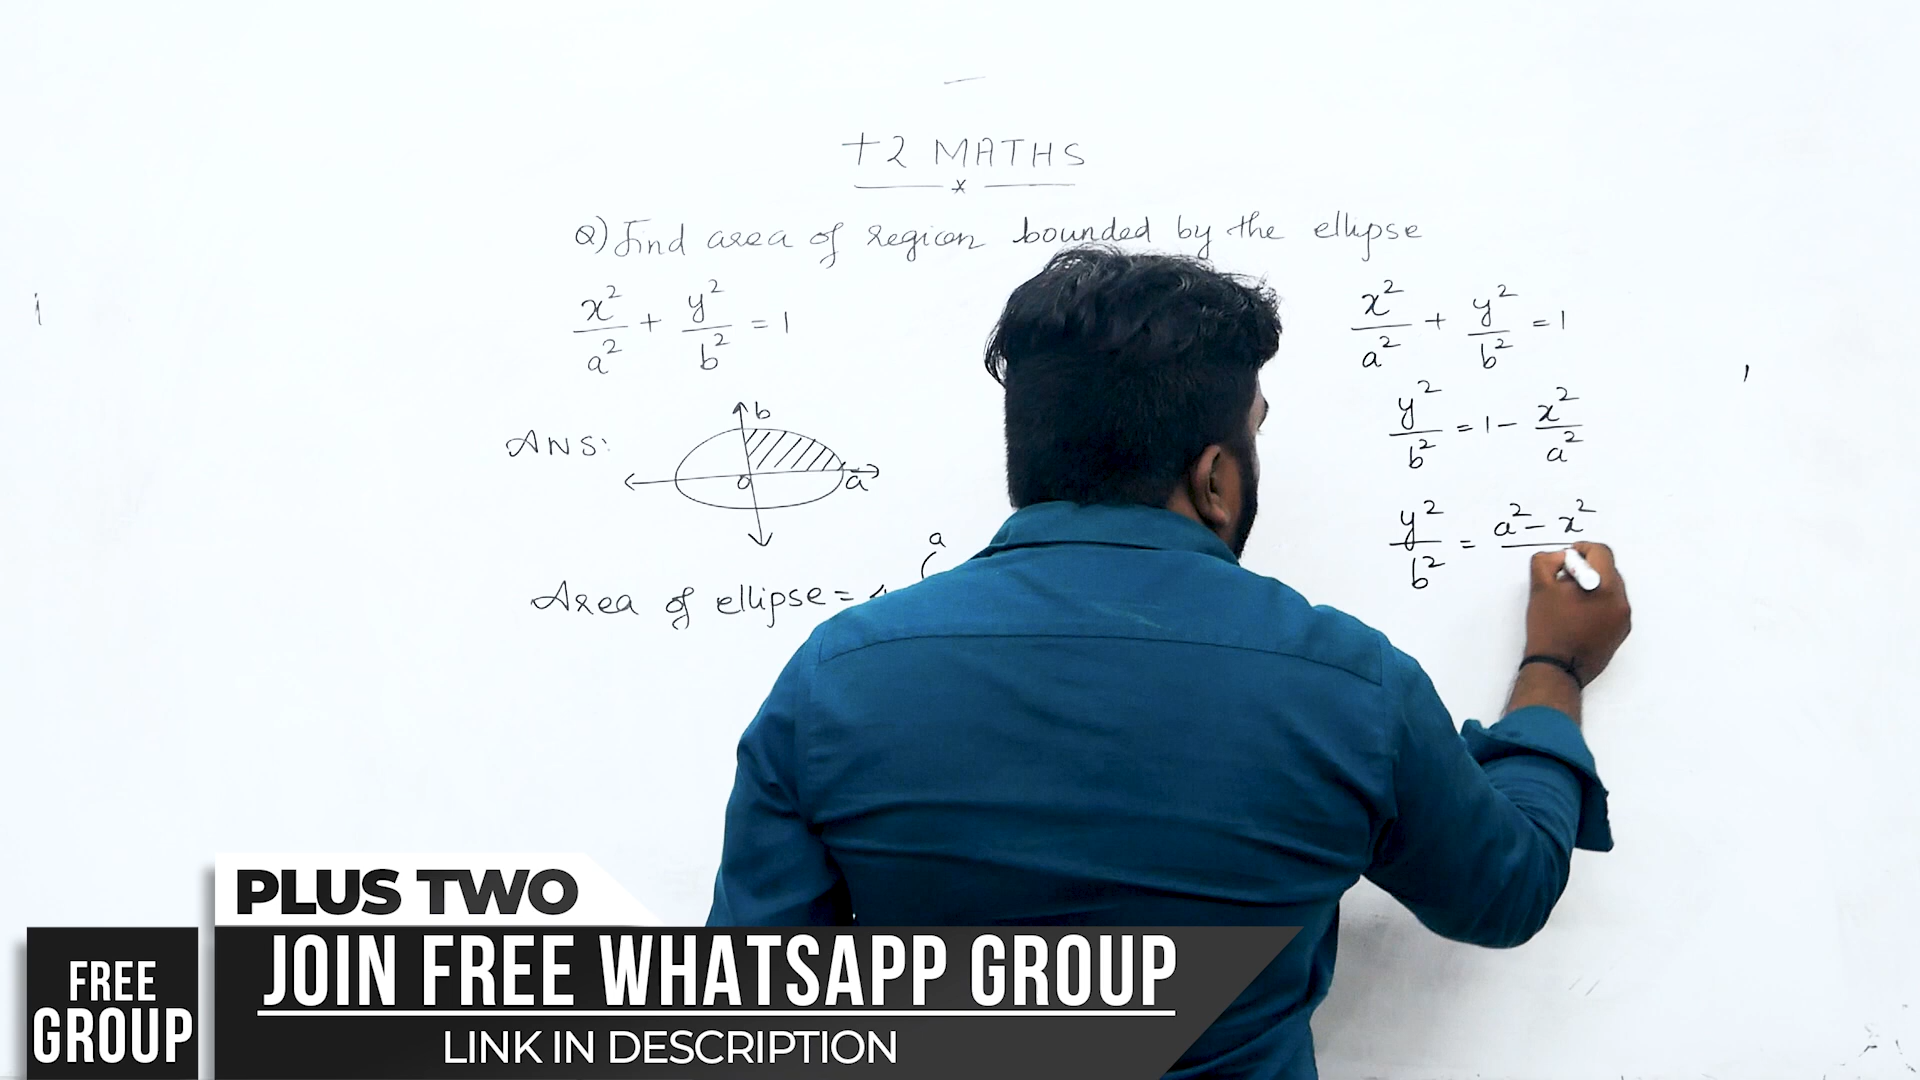 +2 MATHS
Q) Find area of region bounded by the ellipse
x²/a² + y²/b² = 1
ANS:
b
o
a
a
Area of ellipse = 4
x²/a² + y²/b² = 1
y²/b² = 1 - x²/a²
y²/b² = a² - x²
PLUS TWO
FREE GROUP
JOIN FREE WHATSAPP GROUP
LINK IN DESCRIPTION